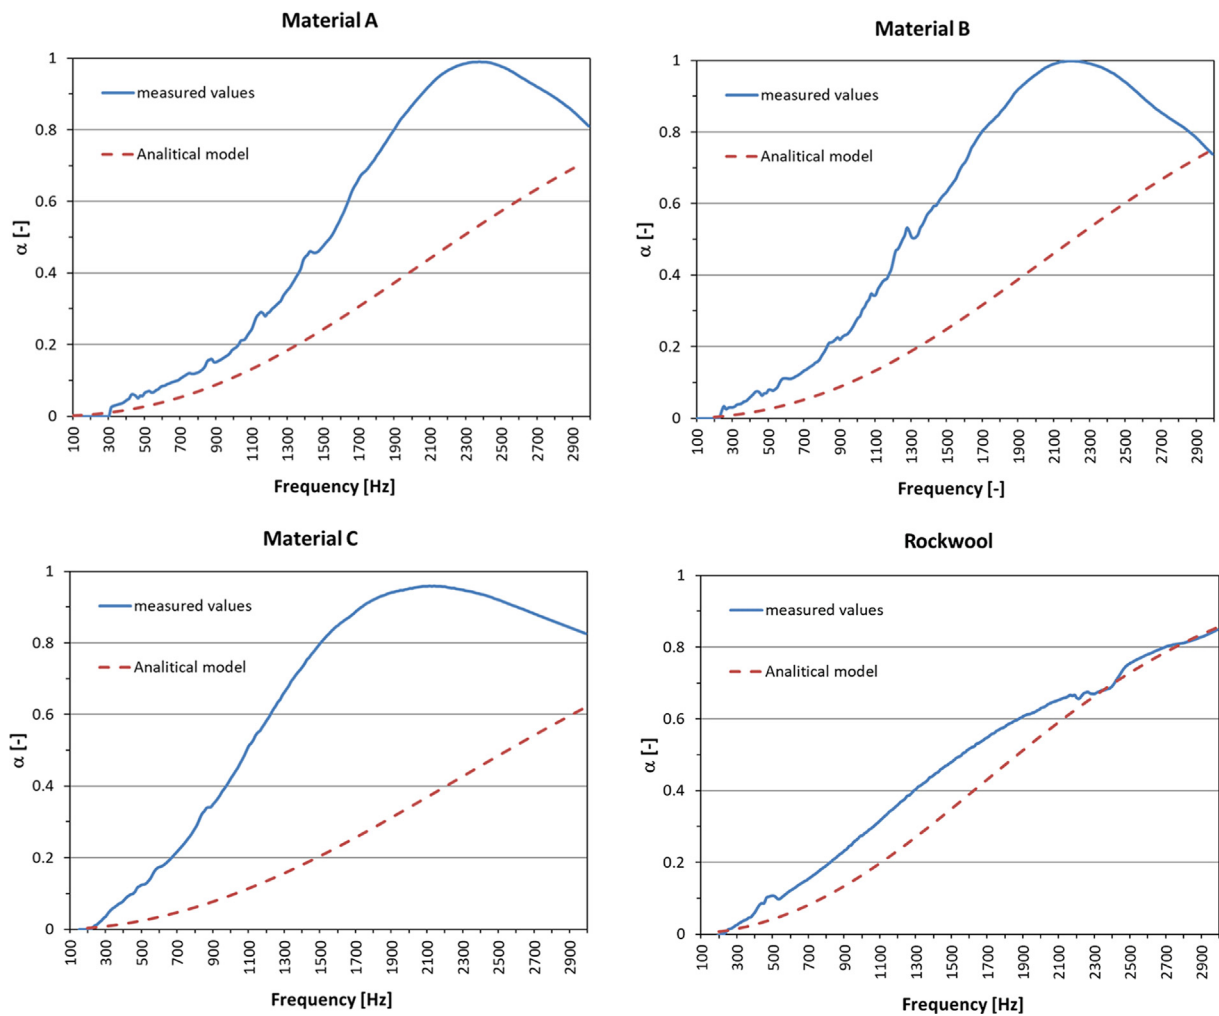 Material A
1
0.8
0.6
0.4
0.2
0
α [-]
measured values
Analitical model
100 300 500 700 900 1100 1300 1500 1700 1900 2100 2300 2500 2700 2900
Frequency [Hz]
Material B
1
0.8
0.6
0.4
0.2
0
α [-]
measured values
Analitical model
100 300 500 700 900 1100 1300 1500 1700 1900 2100 2300 2500 2700 2900
Frequency [-]
Material C
1
0.8
0.6
0.4
0.2
0
α [-]
measured values
Analitical model
100 300 500 700 900 1100 1300 1500 1700 1900 2100 2300 2500 2700 2900
Frequency [Hz]
Rockwool
1
0.8
0.6
0.4
0.2
0
α [-]
measured values
Analitical model
100 300 500 700 900 1100 1300 1500 1700 1900 2100 2300 2500 2700 2900
Frequency [Hz]